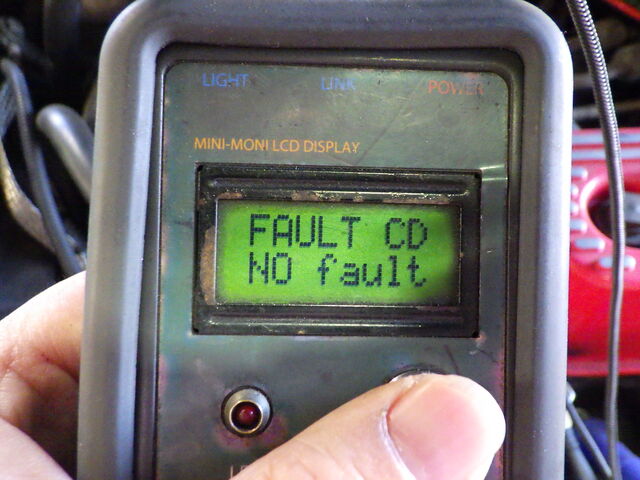 LIGHT LINK POWER
MINI-MONI LCD DISPLAY
FAULT CD
NO fault